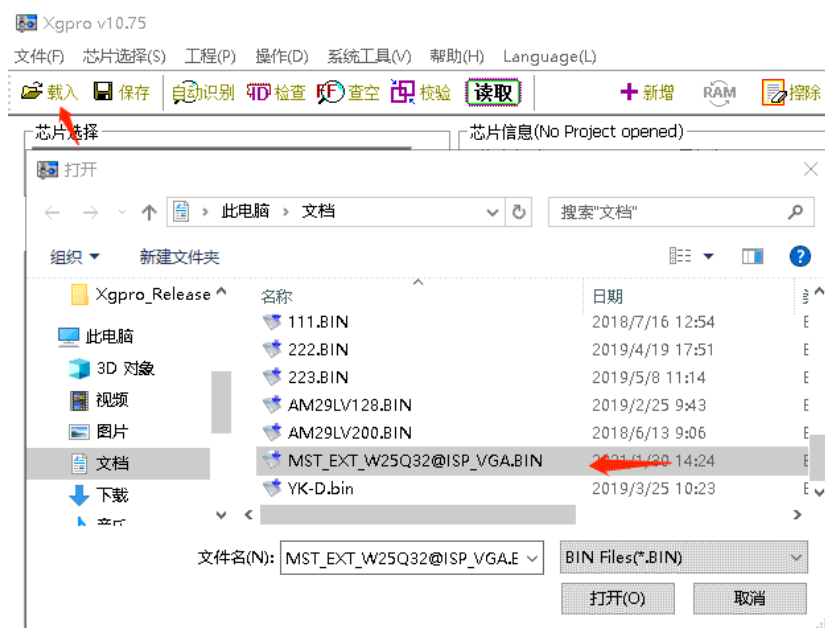 Xgpro v10.75
文件(F) 芯片选择(S) 工程(P) 操作(D) 系统工具(V) 帮助(H) Language(L)
载入 保存 自动识别 ID 检查 FF 查空 校验 读取 新增 RAM 擦除
芯片选择 芯片信息(No Project opened)
打开
此电脑 › 文档 搜索"文档"
组织 新建文件夹
Xgpro_Release 名称 日期
111.BIN 2018/7/16 12:54
此电脑 222.BIN 2019/4/19 17:51
3D 对象 223.BIN 2019/5/8 11:14
视频 AM29LV128.BIN 2019/2/25 9:43
图片 AM29LV200.BIN 2018/6/13 9:06
文档 MST_EXT_W25Q32@ISP_VGA.BIN 2021/1/30 14:24
下载 YK-D.bin 2019/3/25 10:23
文件名(N): MST_EXT_W25Q32@ISP_VGA.E BIN Files(*.BIN)
打开(O) 取消